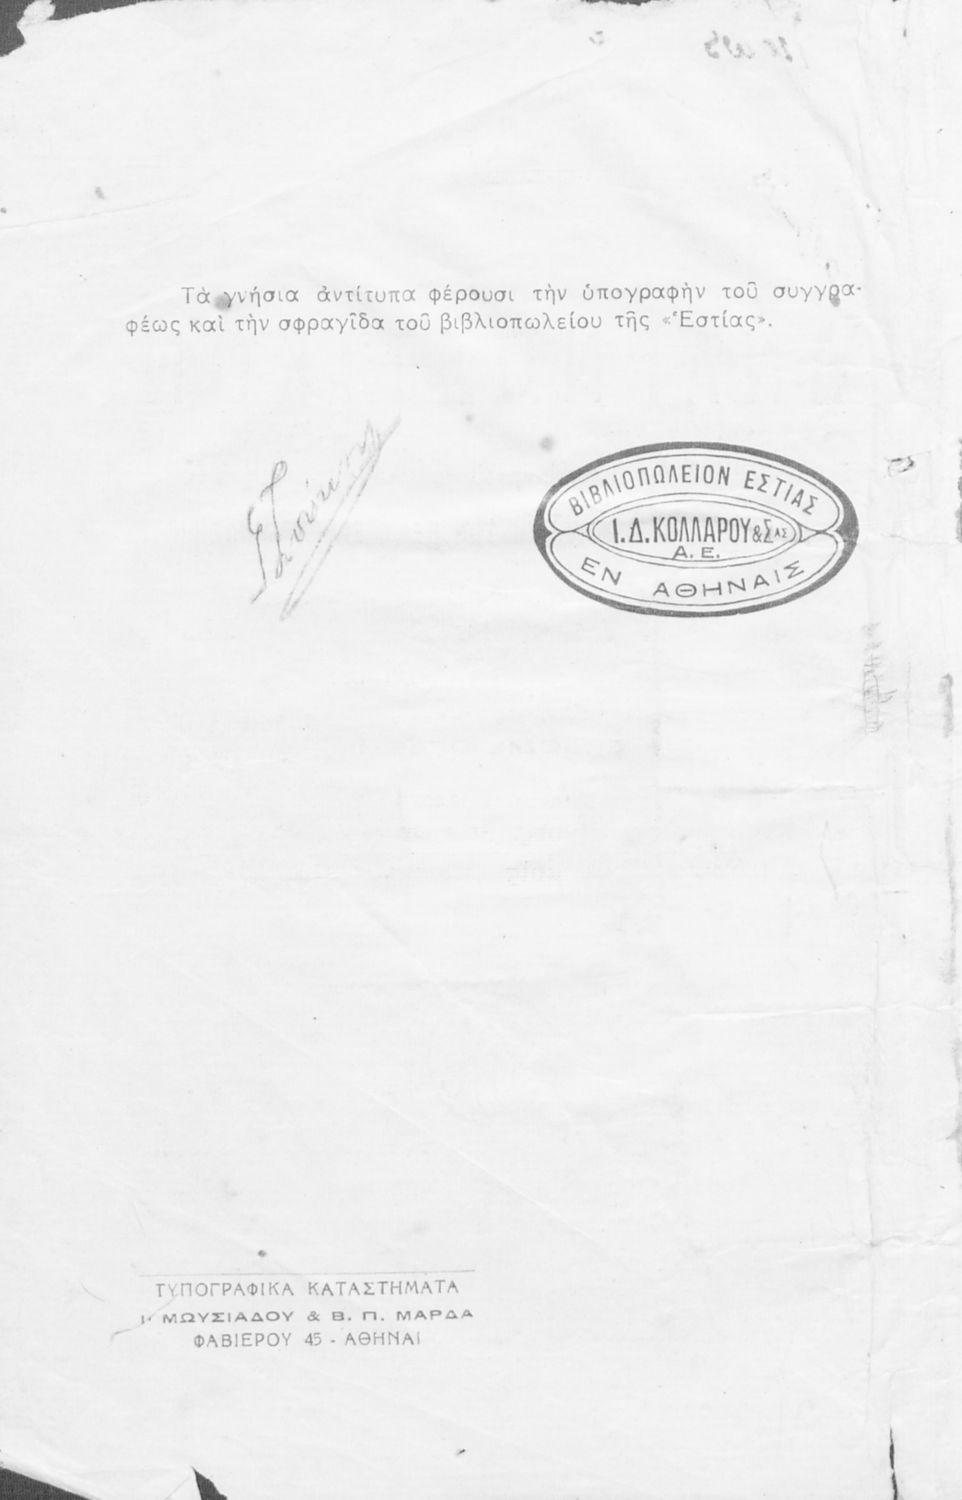 Τὰ γνήσια ἀντίτυπα φέρουσι τὴν ὑπογραφὴν τοῦ συγγρα-
φέως καὶ τὴν σφραγῖδα τοῦ βιβλιοπωλείου τῆς «Ἑστίας».
ΒΙΒΛΙΟΠΩΛΕΙΟΝ ΕΣΤΙΑΣ
Ι. Δ. ΚΟΛΛΑΡΟΥ & Σ ΑΣ
Α. Ε.
ΕΝ ΑΘΗΝΑΙΣ
ΤΥΠΟΓΡΑΦΙΚΑ ΚΑΤΑΣΤΗΜΑΤΑ
ΜΩΥΣΙΑΔΟΥ & Β. Π. ΜΑΡΔΑ
ΦΑΒΙΕΡΟΥ 45 - ΑΘΗΝΑΙ